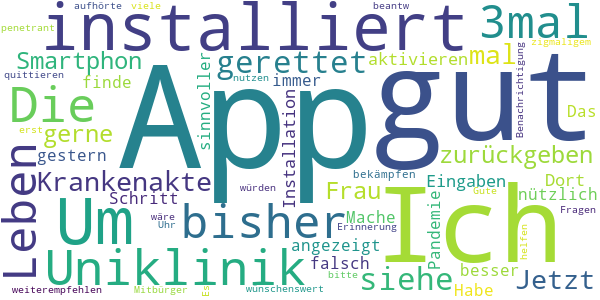 aufhörte viele beantw
penetrant installiert 3mal
Smartphon gerettet aktivieren mal zigmaligem
quittieren finde nutzen immer sinnvoller
Die App gut Benachrichtigung
gerne erst Installation Das
gestern bekämpfen zurückgeben
Leben Krankenakte würden Frau Eingaben Dort
Schritt Ich Gute nützlich
Um bisher Mache Pandemie Fragen
wäre Uhr Erinnerung
angezeigt helfen
Uniklinik falsch besser
bitte siehe Habe Jetzt
weiterempfehlen Mitbürger Es wünschenswert